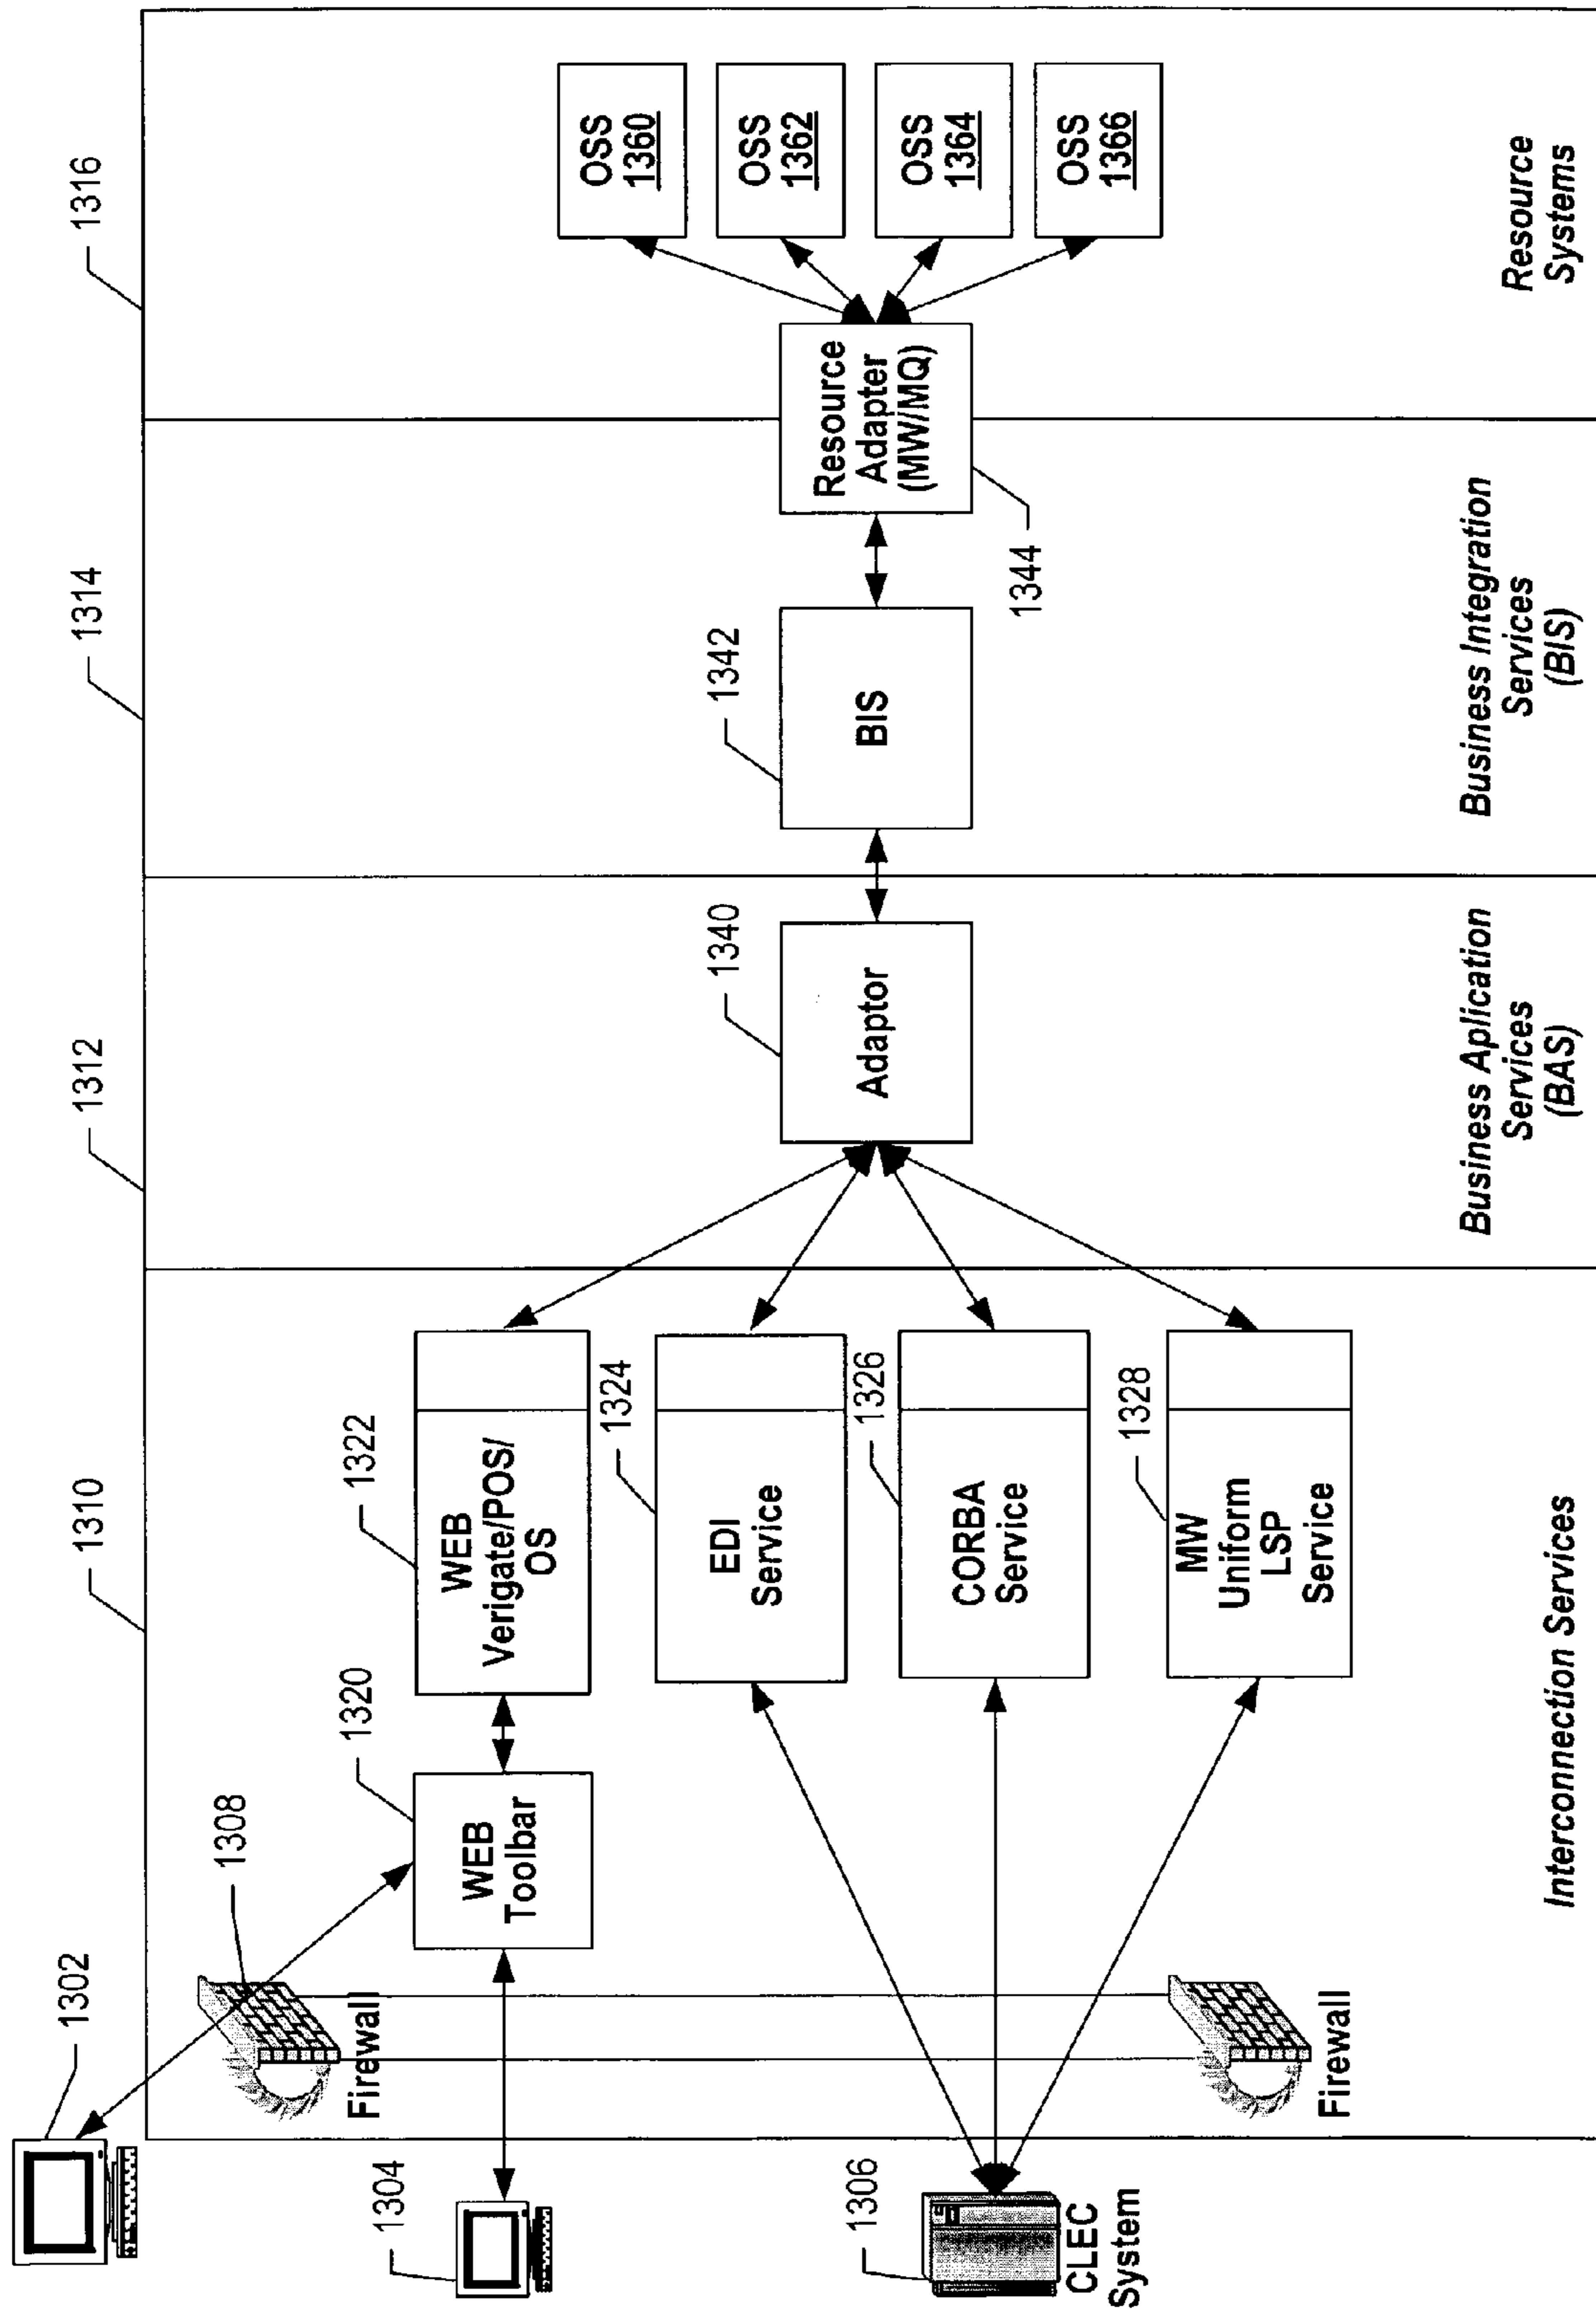 1302
1304
1306
CLEC
System
1308
Firewall
Firewall
1310
1312
1314
1316
1320
WEB
Toolbar
1322
WEB
Verigate/POS/
OS
1324
EDI
Service
1326
CORBA
Service
1328
MW
Uniform
LSP
Service
1340
Adaptor
1342
BIS
1344
Resource
Adapter
(MW/MQ)
OSS
1360
OSS
1362
OSS
1364
OSS
1366
Interconnection Services
Business Aplication
Services
(BAS)
Business Integration
Services
(BIS)
Resource
Systems